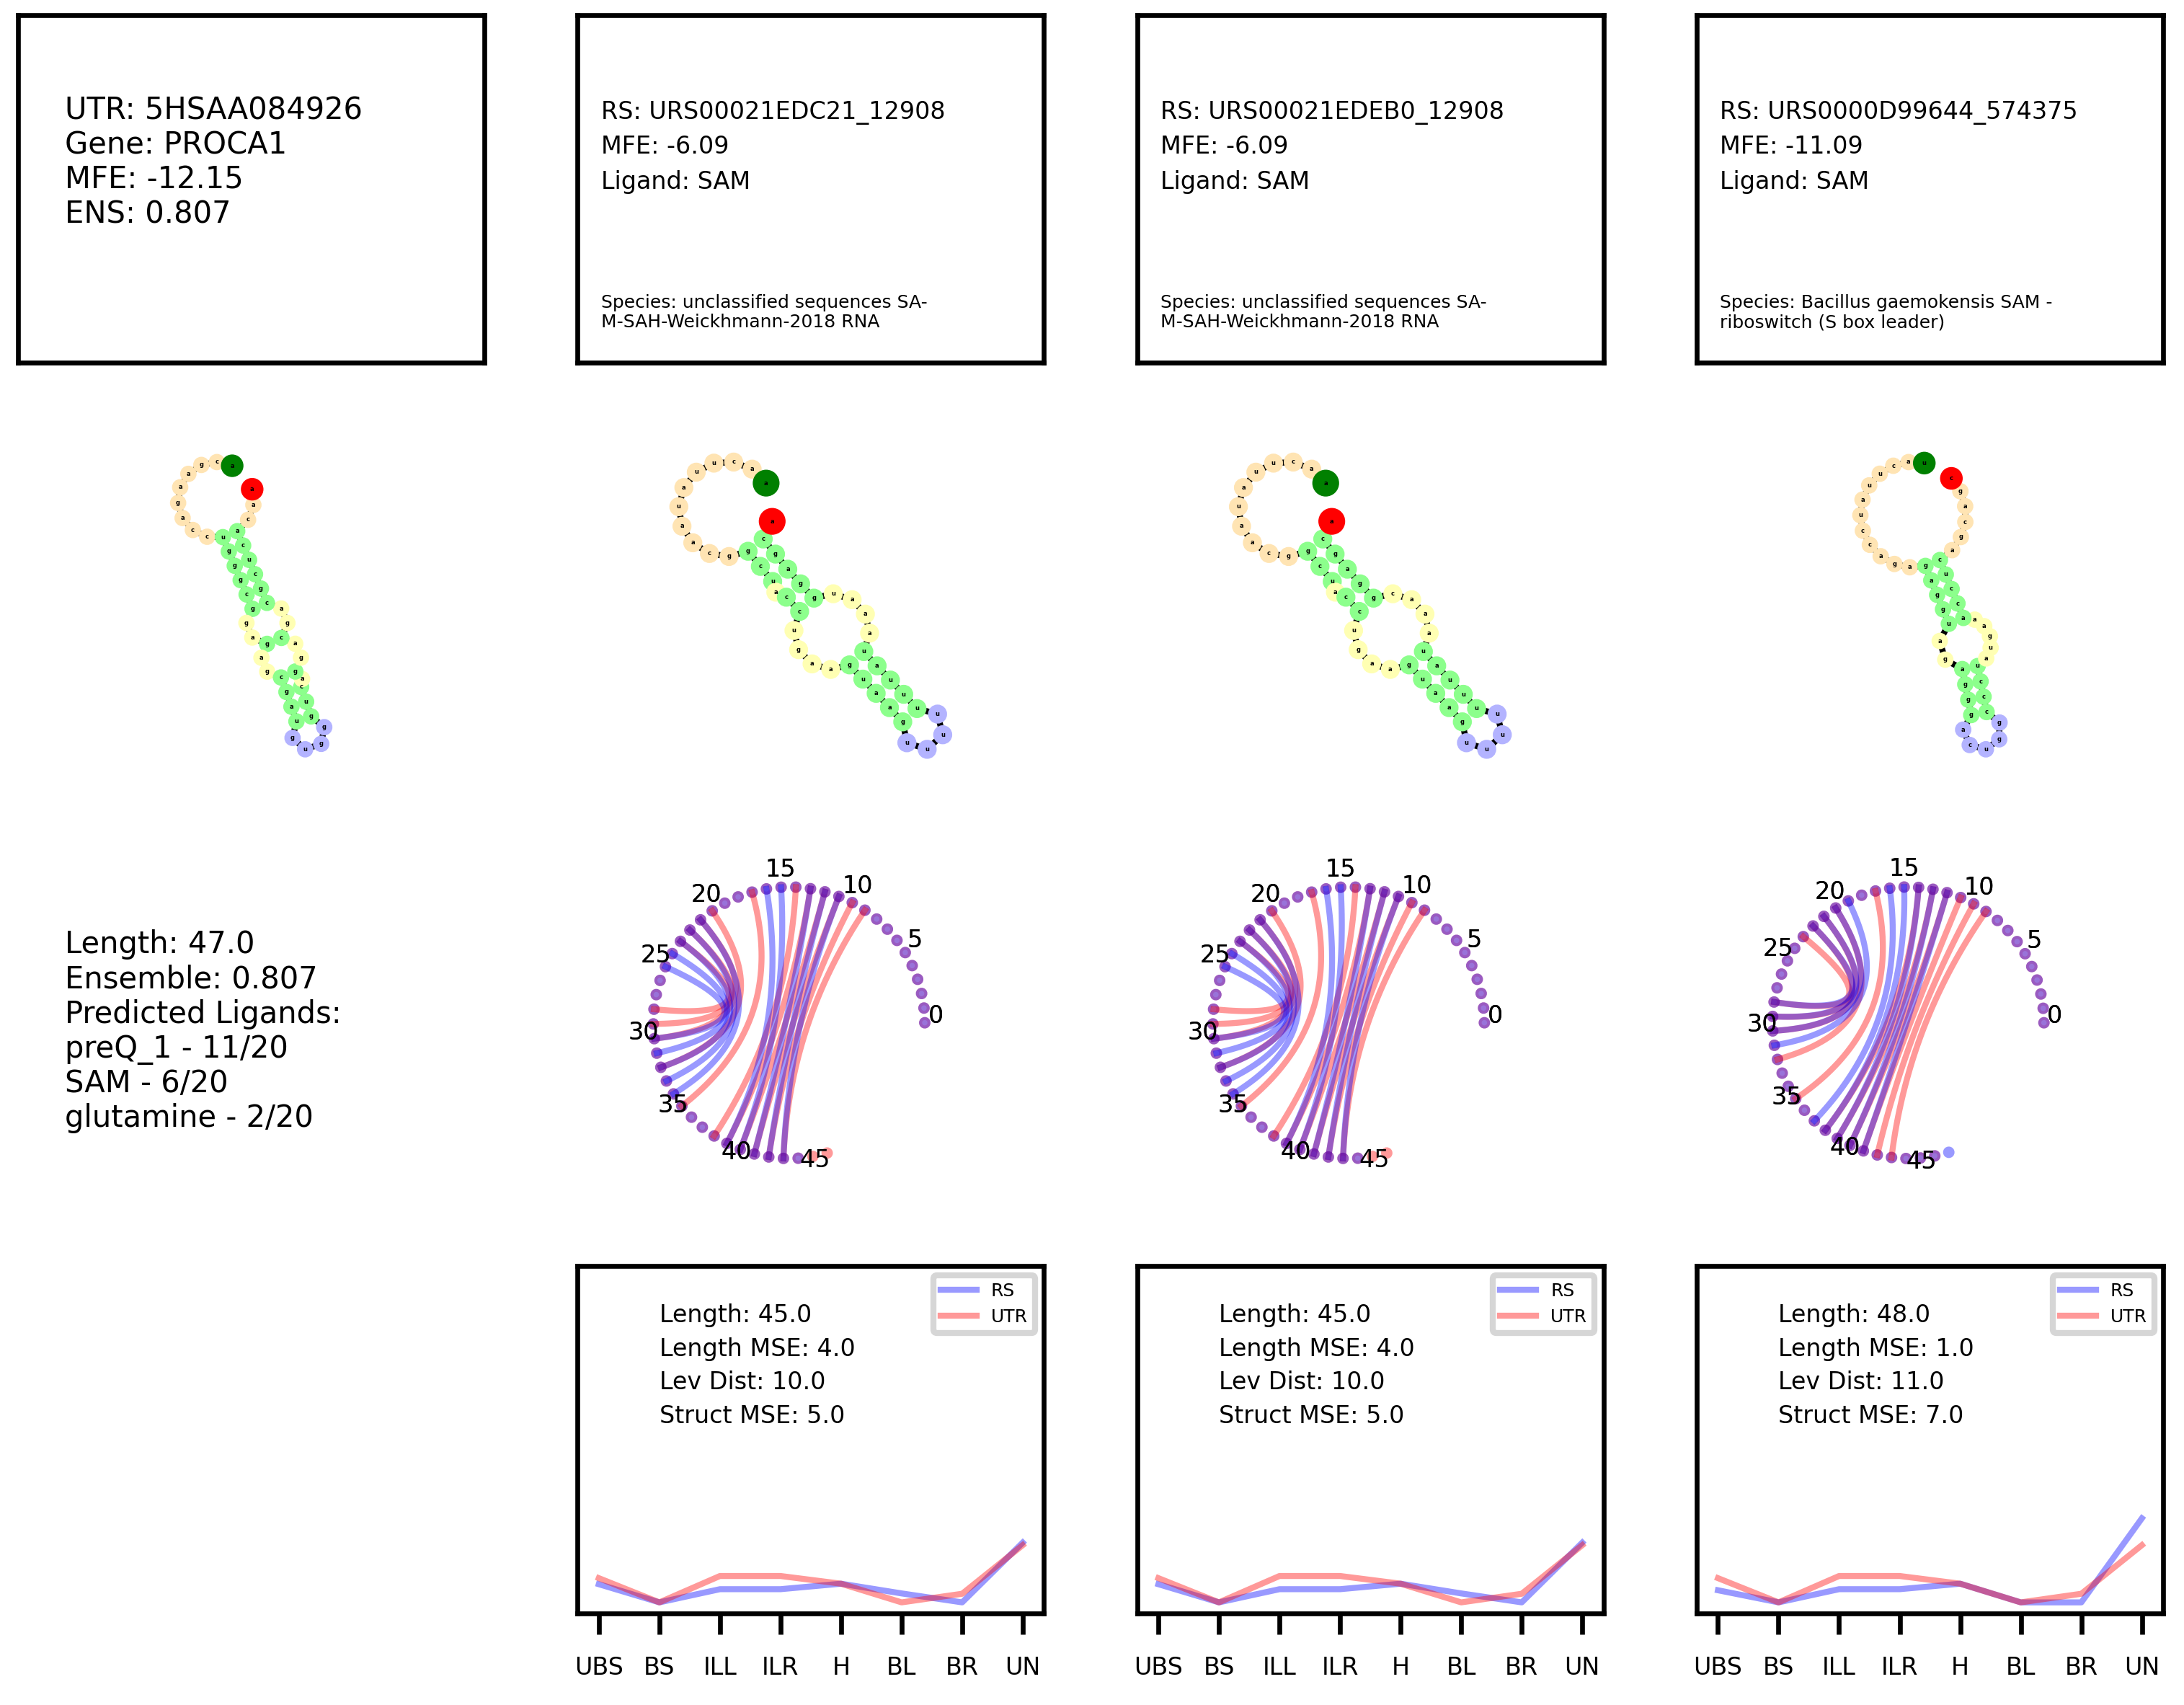 UTR: 5HSAA084926
Gene: PROCA1
MFE: -12.15
ENS: 0.807
RS: URS00021EDC21_12908
MFE: -6.09
Ligand: SAM
Species: unclassified sequences SA-
M-SAH-Weickhmann-2018 RNA
RS: URS00021EDEB0_12908
MFE: -6.09
Ligand: SAM
Species: unclassified sequences SA-
M-SAH-Weickhmann-2018 RNA
RS: URS0000D99644_574375
MFE: -11.09
Ligand: SAM
Species: Bacillus gaemokensis SAM -
riboswitch (S box leader)
Length: 47.0
Ensemble: 0.807
Predicted Ligands:
preQ_1 - 11/20
SAM - 6/20
glutamine - 2/20
0
5
10
15
20
25
30
35
40
45
0
5
10
15
20
25
30
35
40
45
0
5
10
15
20
25
30
35
40
45
RS
UTR
Length: 45.0
Length MSE: 4.0
Lev Dist: 10.0
Struct MSE: 5.0
UBS BS ILL ILR H BL BR UN
RS
UTR
Length: 45.0
Length MSE: 4.0
Lev Dist: 10.0
Struct MSE: 5.0
UBS BS ILL ILR H BL BR UN
RS
UTR
Length: 48.0
Length MSE: 1.0
Lev Dist: 11.0
Struct MSE: 7.0
UBS BS ILL ILR H BL BR UN